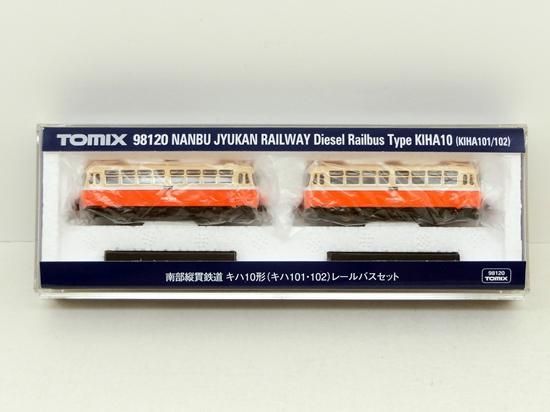 TOMIX 98120 NANBU JYUKAN RAILWAY Diesel Railbus Type KIHA10 (KIHA101/102)
南部縦貫鉄道 キハ10形(キハ101・102)レールバスセット
98120
TOMIX